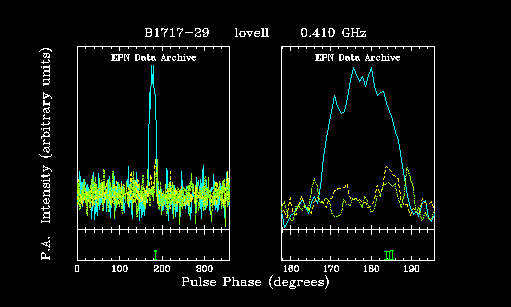 B1717-29 lovell 0.410 GHz
EPN Data Archive EPN Data Archive
P.A. Intensity (arbitrary units)
0 100 200 300 160 170 180 190
Pulse Phase (degrees)